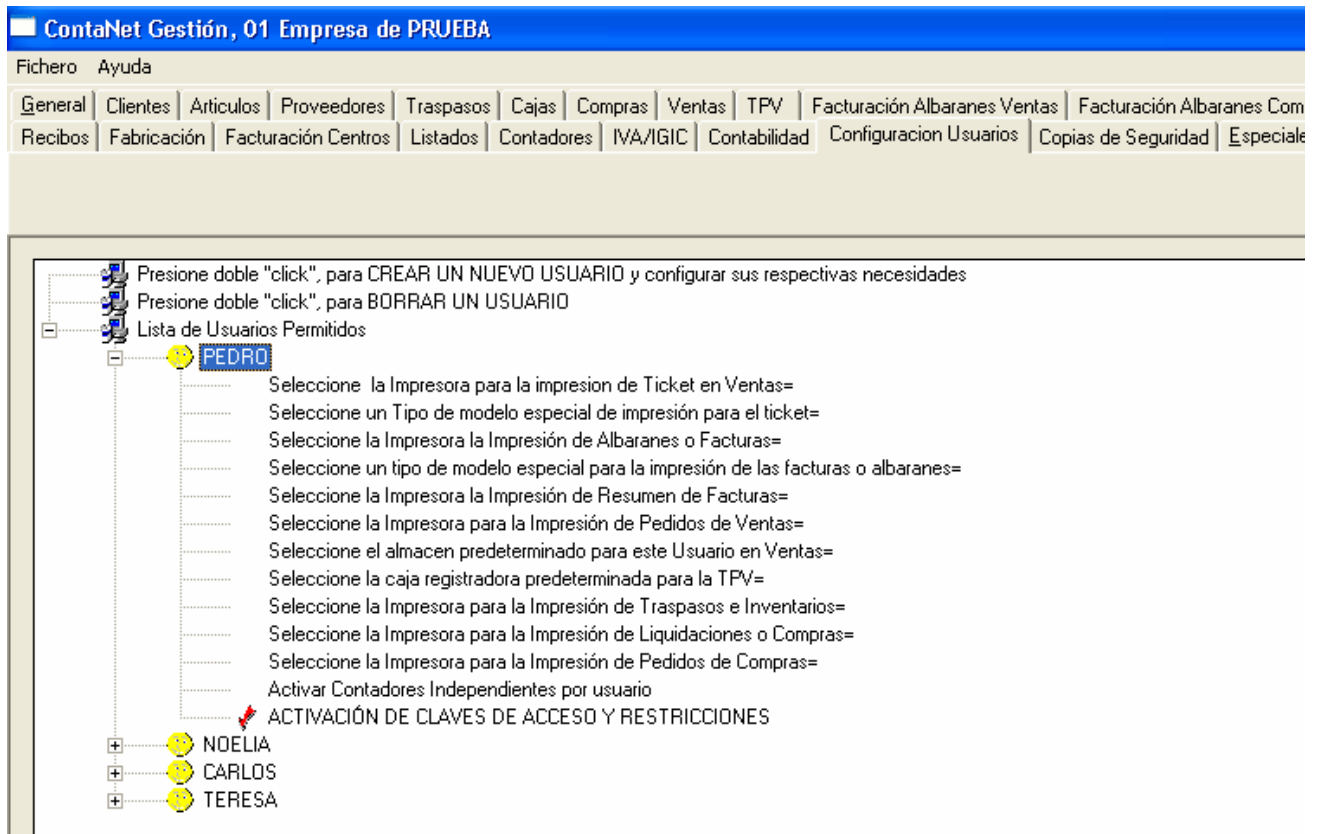 ContaNet Gestión, 01 Empresa de PRUEBA
Fichero Ayuda
General Clientes Articulos Proveedores Traspasos Cajas Compras Ventas TPV Facturación Albaranes Ventas Facturación Albaranes Com
Recibos Fabricación Facturación Centros Listados Contadores IVA/IGIC Contabilidad Configuracion Usuarios Copias de Seguridad Especiale
Presione doble "click", para CREAR UN NUEVO USUARIO y configurar sus respectivas necesidades
Presione doble "click", para BORRAR UN USUARIO
Lista de Usuarios Permitidos
PEDRO
Seleccione la Impresora para la impresion de Ticket en Ventas=
Seleccione un Tipo de modelo especial de impresión para el ticket=
Seleccione la Impresora la Impresión de Albaranes o Facturas=
Seleccione un tipo de modelo especial para la impresión de las facturas o albaranes=
Seleccione la Impresora la Impresión de Resumen de Facturas=
Seleccione la Impresora para la Impresión de Pedidos de Ventas=
Seleccione el almacen predeterminado para este Usuario en Ventas=
Seleccione la caja registradora predeterminada para la TPV=
Seleccione la Impresora para la Impresión de Traspasos e Inventarios=
Seleccione la Impresora para la Impresión de Liquidaciones o Compras=
Seleccione la Impresora para la Impresión de Pedidos de Compras=
Activar Contadores Independientes por usuario
ACTIVACIÓN DE CLAVES DE ACCESO Y RESTRICCIONES
NOELIA
CARLOS
TERESA